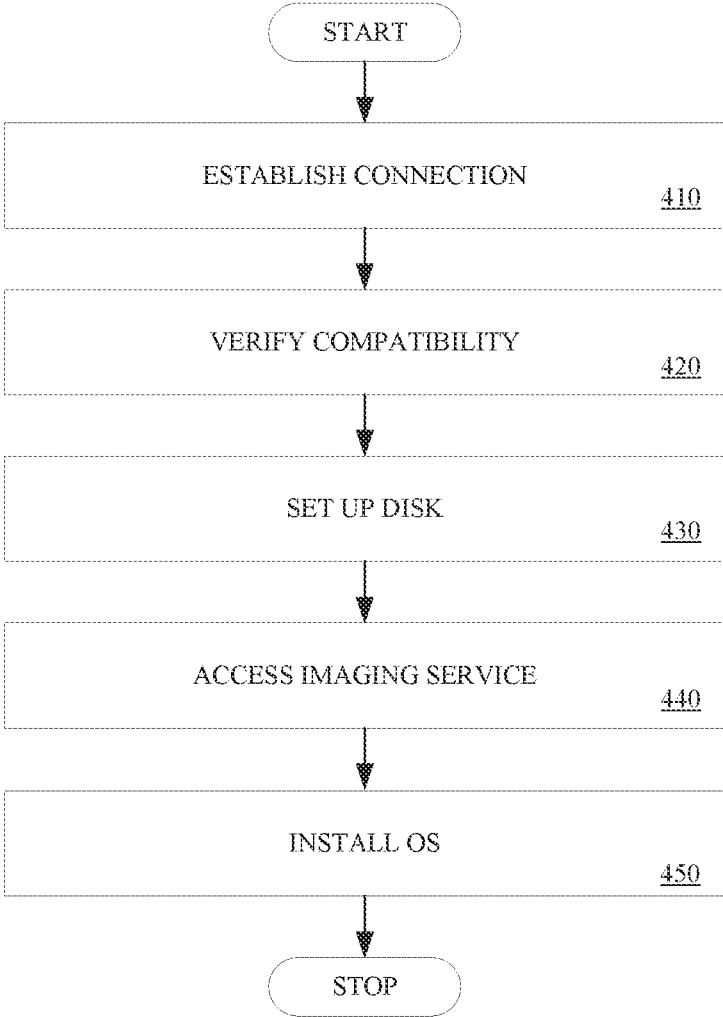 START
ESTABLISH CONNECTION
410
VERIFY COMPATIBILITY
420
SET UP DISK
430
ACCESS IMAGING SERVICE
440
INSTALL OS
450
STOP